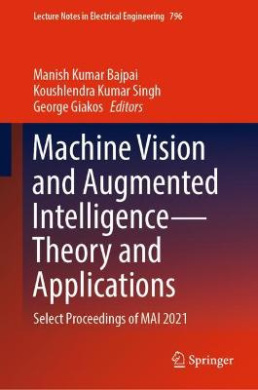 Lecture Notes in Electrical Engineering 796
Manish Kumar Bajpai
Koushlendra Kumar Singh
George Giakos Editors
Machine Vision
and Augmented
Intelligence—
Theory and
Applications
Select Proceedings of MAI 2021
Springer